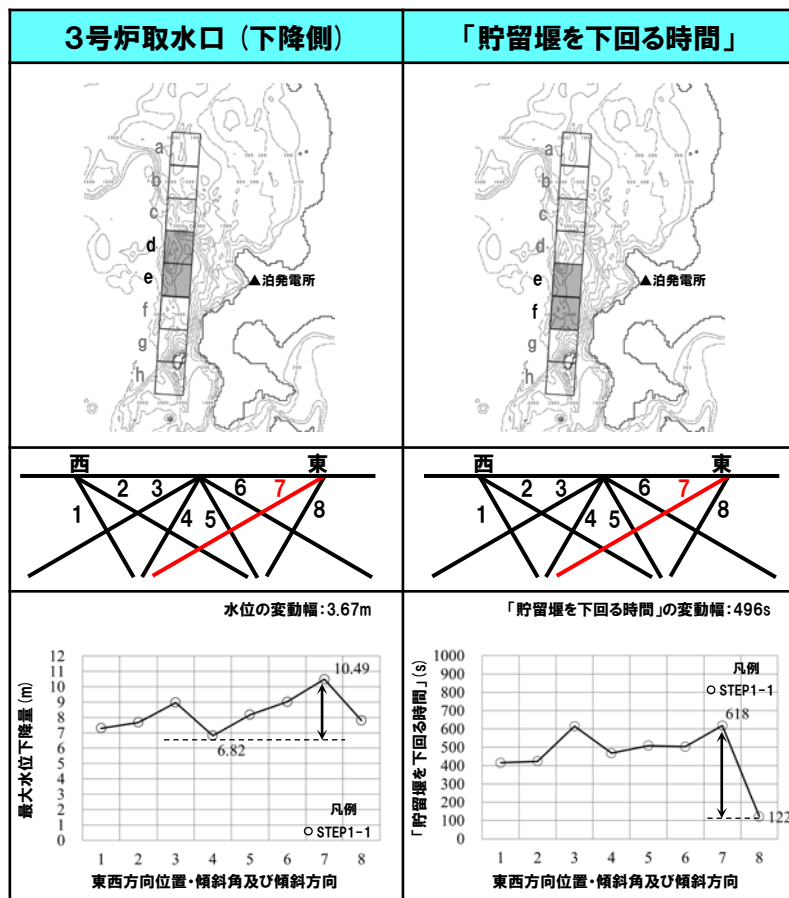 3号炉取水口（下降側）
「貯留堰を下回る時間」
a
b
c
d
e
f
g
h
▲泊発電所
a
b
c
d
e
f
g
h
▲泊発電所
西 東
1 2 3 4 5 6 7 8
西 東
1 2 3 4 5 6 7 8
水位の変動幅：3.67m
最大水位下降量(m)
12
11
10
9
8
7
6
5
4
3
2
1
0
10.49
6.82
凡例
○ STEP1-1
1 2 3 4 5 6 7 8
東西方向位置・傾斜角及び傾斜方向
「貯留堰を下回る時間」の変動幅：496s
「貯留堰を下回る時間」(s)
1000
900
800
700
600
500
400
300
200
100
0
凡例
○ STEP1-1
618
122
1 2 3 4 5 6 7 8
東西方向位置・傾斜角及び傾斜方向